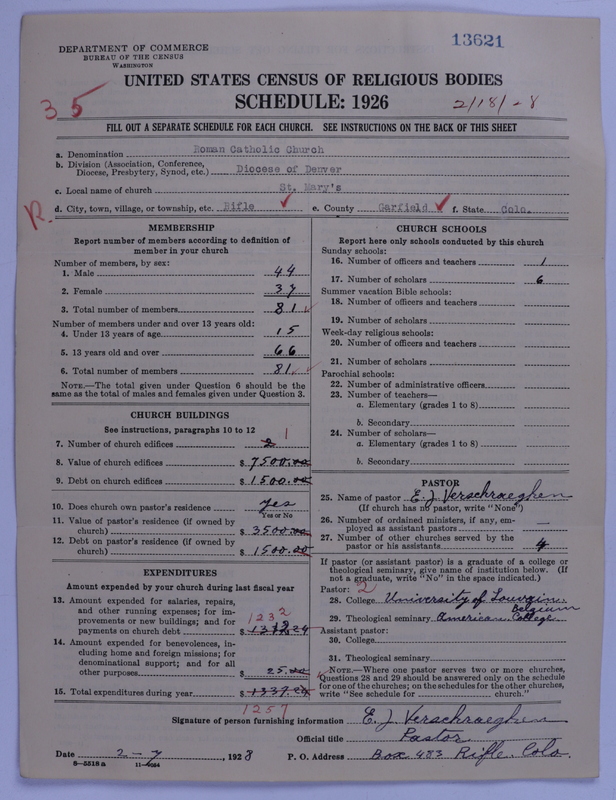 DEPARTMENT OF COMMERCE
BUREAU OF THE CENSUS
WASHINGTON
13621
UNITED STATES CENSUS OF RELIGIOUS BODIES
SCHEDULE: 1926
35
2/18/-8
FILL OUT A SEPARATE SCHEDULE FOR EACH CHURCH. SEE INSTRUCTIONS ON THE BACK OF THIS SHEET
a. Denomination Roman Catholic Church
b. Division (Association, Conference, Diocese, Presbytery, Synod, etc.) Diocese of Denver
c. Local name of church St. Mary's
R.
d. City, town, village, or township, etc. Rifle e. County Garfield f. State Colo.
MEMBERSHIP
Report number of members according to definition of
member in your church
Number of members, by sex:
1. Male 44
2. Female 37
3. Total number of members 81
Number of members under and over 13 years old:
4. Under 13 years of age 15
5. 13 years old and over 66
6. Total number of members 81
NOTE.—The total given under Question 6 should be the
same as the total of males and females given under Question 3.
CHURCH BUILDINGS
See instructions, paragraphs 10 to 12
7. Number of church edifices 2 1
8. Value of church edifices $ 7500.00
9. Debt on church edifices $ 1500.00
10. Does church own pastor's residence yes
Yes or No
11. Value of pastor's residence (if owned by
church) $ 3500.00
12. Debt on pastor's residence (if owned by
church) $ 1500.00
EXPENDITURES
Amount expended by your church during last fiscal year
13. Amount expended for salaries, repairs,
and other running expenses; for im-
provements or new buildings; and for
1232
payments on church debt $ 1312.24
14. Amount expended for benevolences, in-
cluding home and foreign missions; for
denominational support; and for all
other purposes $ 25.00
15. Total expenditures during year $ 1337.24
1257
CHURCH SCHOOLS
Report here only schools conducted by this church
Sunday schools:
16. Number of officers and teachers 1
17. Number of scholars 6
Summer vacation Bible schools:
18. Number of officers and teachers
19. Number of scholars
Week-day religious schools:
20. Number of officers and teachers
21. Number of scholars
Parochial schools:
22. Number of administrative officers
23. Number of teachers—
a. Elementary (grades 1 to 8)
b. Secondary
24. Number of scholars—
a. Elementary (grades 1 to 8)
b. Secondary
PASTOR
25. Name of pastor E. J. Verschraeghen
(If church has no pastor, write "None")
26. Number of ordained ministers, if any, em-
ployed as assistant pastors —
27. Number of other churches served by the
pastor or his assistants 4
If pastor (or assistant pastor) is a graduate of a college or
theological seminary, give name of institution below. (If
not a graduate, write "No" in the space indicated.)
Pastor: 2
28. College University of Louvain
Belgium
29. Theological seminary American College
Assistant pastor:
30. College
31. Theological seminary
NOTE.—Where one pastor serves two or more churches,
Questions 28 and 29 should be answered only on the schedule
for one of the churches; on the schedules for the other churches,
write "See schedule for church."
Signature of person furnishing information E. J. Verschraeghen
Official title Pastor
Date 2-7, 1928 P. O. Address Box 483 Rifle Colo.
8—5518a